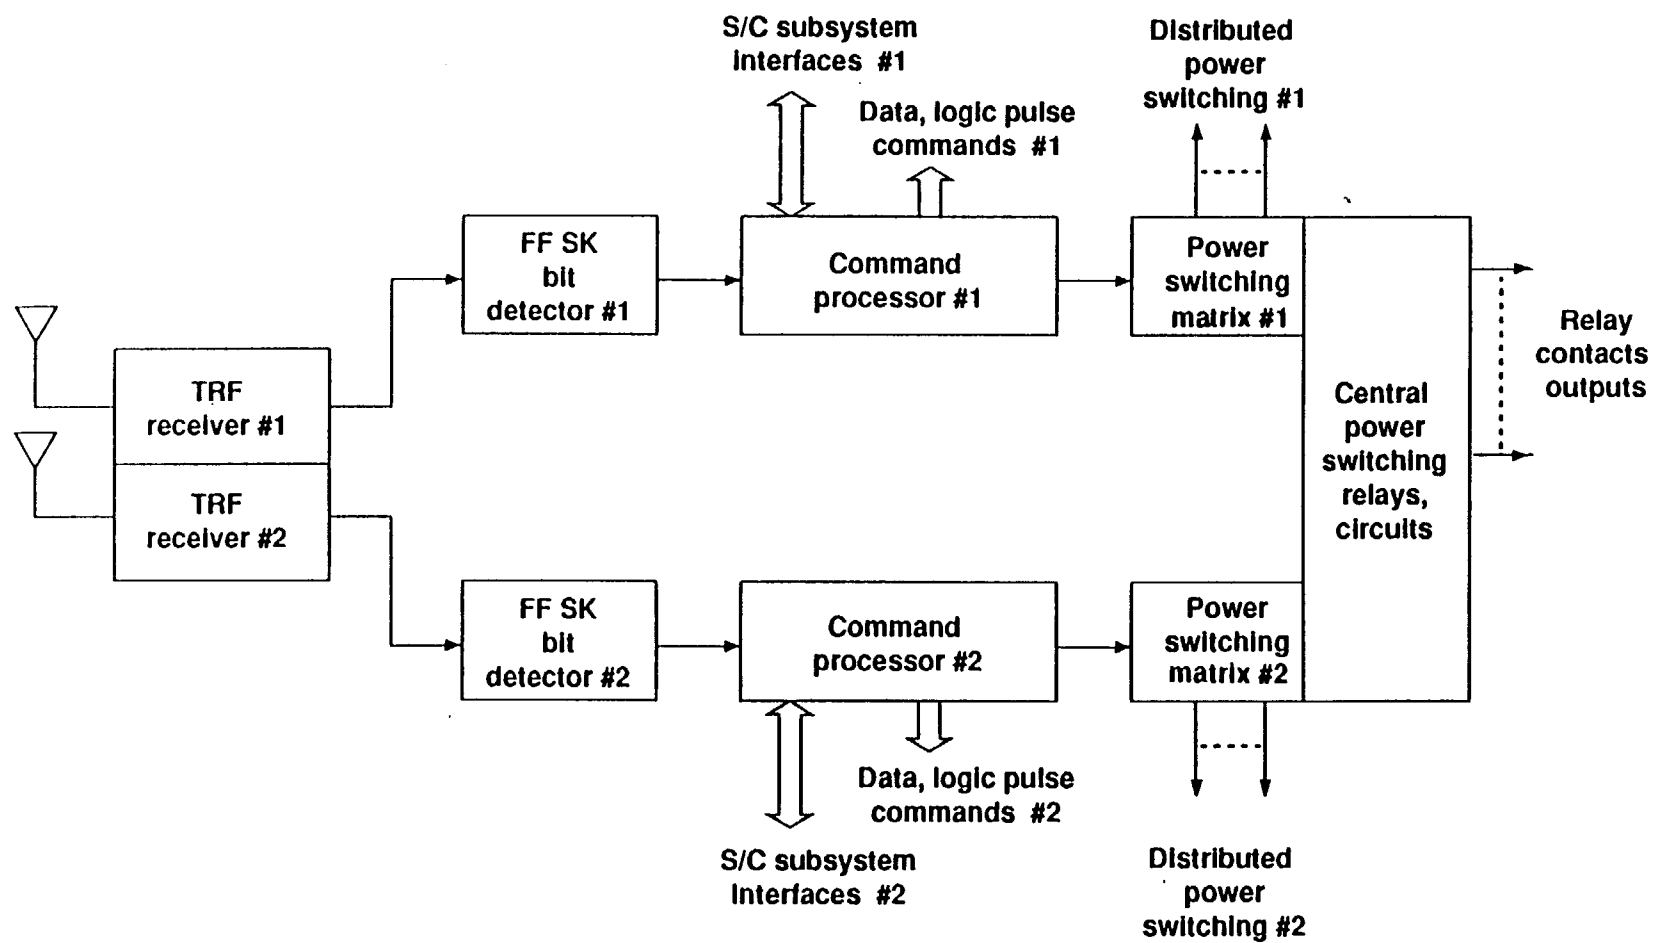 S/C subsystem
interfaces #1
Distributed
power
switching #1
Data, logic pulse
commands #1
FF SK
bit
detector #1
Command
processor #1
Power
switching
matrix #1
TRF
receiver #1
TRF
receiver #2
Central
power
switching
relays,
circuits
Relay
contacts
outputs
FF SK
bit
detector #2
Command
processor #2
Power
switching
matrix #2
Data, logic pulse
commands #2
S/C subsystem
Interfaces #2
Distributed
power
switching #2